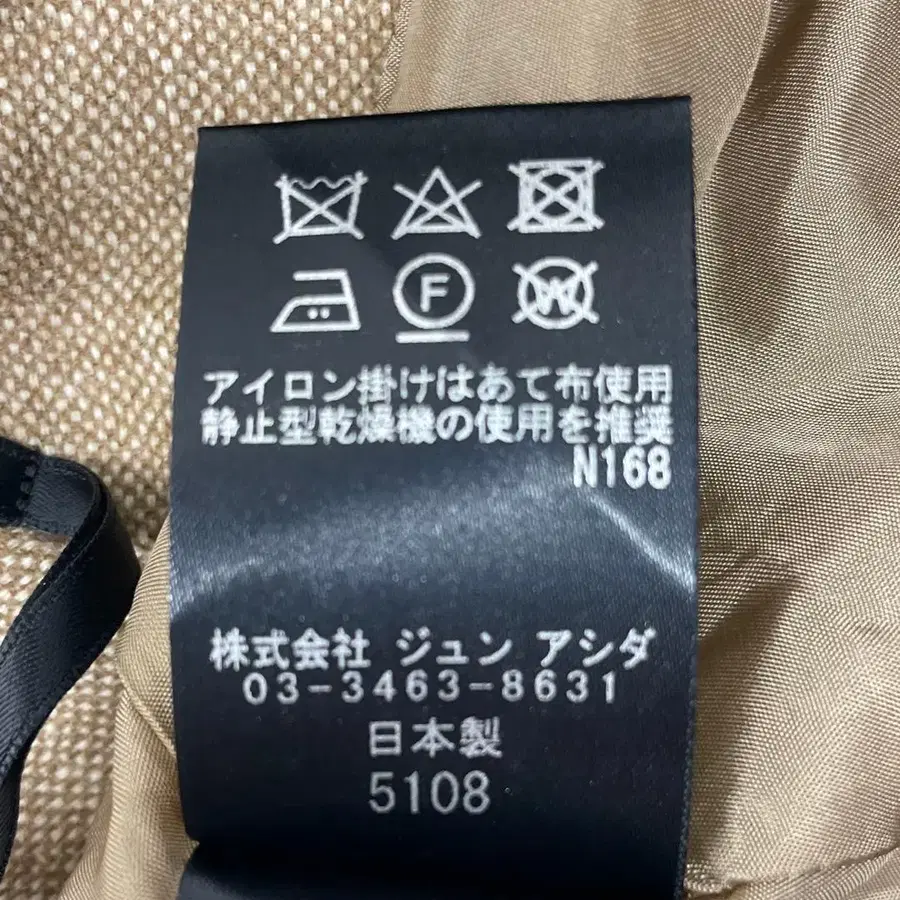 F W
アイロン掛けはあて布使用
静止型乾燥機の使用を推奨
N168
株式会社 ジュン アシダ
03-3463-8631
日本製
5108